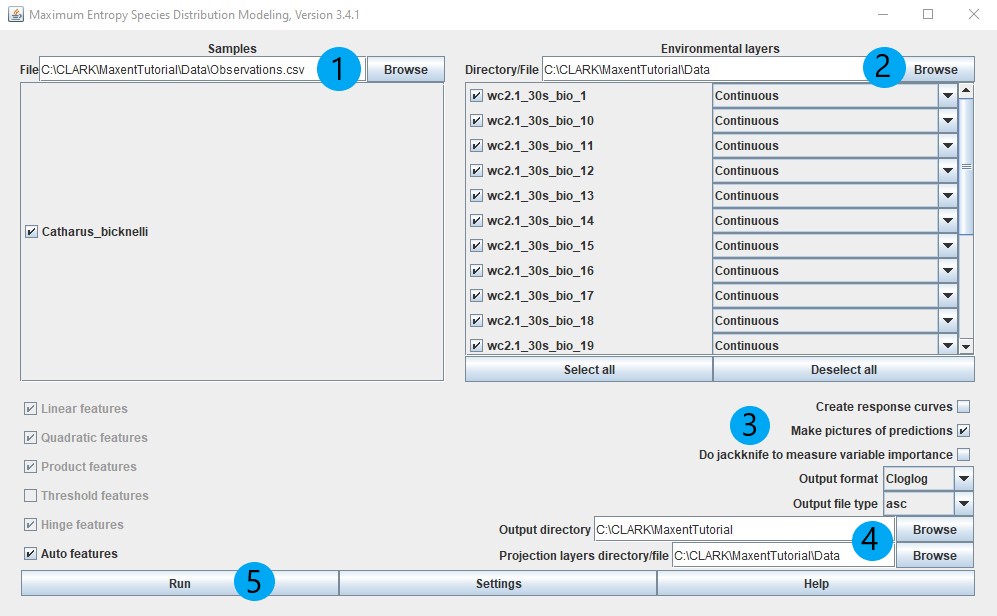 Maximum Entropy Species Distribution Modeling, Version 3.4.1
Samples
File C:\CLARK\MaxentTutorial\Data\Observations.csv 1 Browse
Catharus_bicknelli
Environmental layers
Directory/File C:\CLARK\MaxentTutorial\Data 2 Browse
wc2.1_30s_bio_1 Continuous
wc2.1_30s_bio_10 Continuous
wc2.1_30s_bio_11 Continuous
wc2.1_30s_bio_12 Continuous
wc2.1_30s_bio_13 Continuous
wc2.1_30s_bio_14 Continuous
wc2.1_30s_bio_15 Continuous
wc2.1_30s_bio_16 Continuous
wc2.1_30s_bio_17 Continuous
wc2.1_30s_bio_18 Continuous
wc2.1_30s_bio_19 Continuous
Select all Deselect all
Linear features
Quadratic features
Product features
Threshold features
Hinge features
Auto features
3
Create response curves
Make pictures of predictions
Do jackknife to measure variable importance
Output format Cloglog
Output file type asc
Output directory C:\CLARK\MaxentTutorial Browse
4
Projection layers directory/file C:\CLARK\MaxentTutorial\Data Browse
Run 5 Settings Help